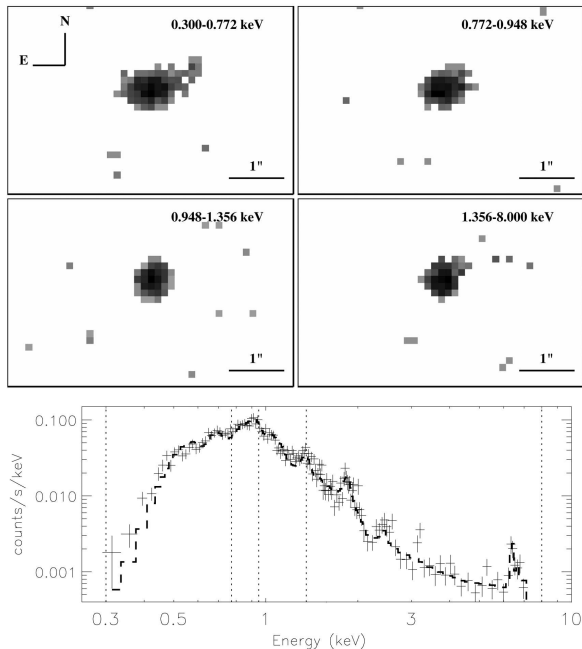 0.300-0.772 keV
0.772-0.948 keV
N
E
1"
1"
0.948-1.356 keV
1.356-8.000 keV
1"
1"
counts/s/keV
0.100
0.010
0.001
0.3
0.5
1
3
10
Energy (keV)